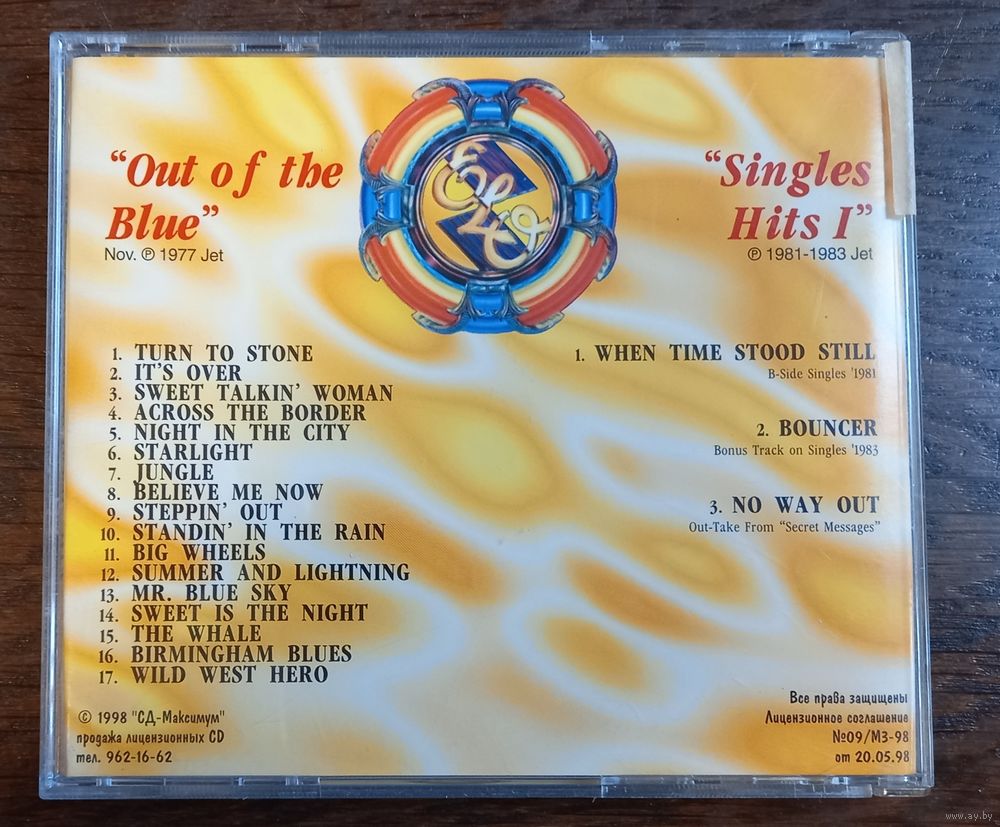 “Out of the
Blue”
Nov. ℗ 1977 Jet
“Singles
Hits I”
℗ 1981-1983 Jet
1. TURN TO STONE
2. IT'S OVER
3. SWEET TALKIN' WOMAN
4. ACROSS THE BORDER
5. NIGHT IN THE CITY
6. STARLIGHT
7. JUNGLE
8. BELIEVE ME NOW
9. STEPPIN' OUT
10. STANDIN' IN THE RAIN
11. BIG WHEELS
12. SUMMER AND LIGHTNING
13. MR. BLUE SKY
14. SWEET IS THE NIGHT
15. THE WHALE
16. BIRMINGHAM BLUES
17. WILD WEST HERO
1. WHEN TIME STOOD STILL
B-Side Singles '1981
2. BOUNCER
Bonus Track on Singles '1983
3. NO WAY OUT
Out-Take From “Secret Messages”
© 1998 "СД-Максимум"
продажа лицензионных CD
тел. 962-16-62
Все права защищены
Лицензионное соглашение
№09/МЗ-98
от 20.05.98
www.ay.by